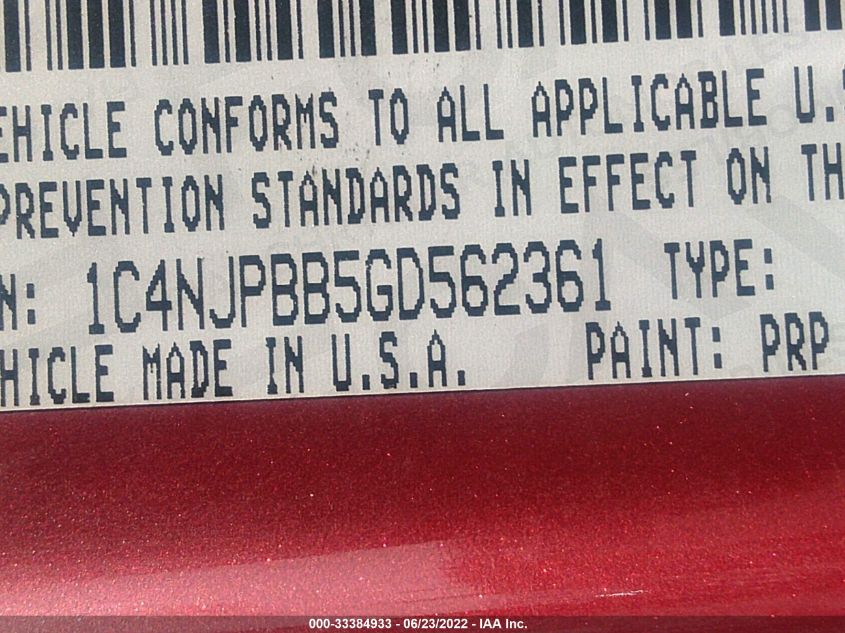 EHICLE CONFORMS TO ALL APPLICABLE U.S
PREVENTION STANDARDS IN EFFECT ON TH
N: 1C4NJPBB5GD562361 TYPE:
HICLE MADE IN U.S.A. PAINT: PRP
000-33384933 - 06/23/2022 - IAA Inc.